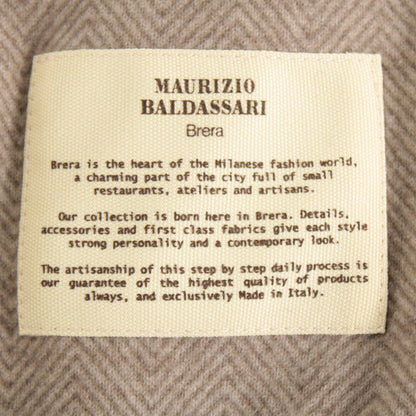 MAURIZIO
BALDASSARI
Brera
Brera is the heart of the Milanese fashion world,
a charming part of the city full of small
restaurants, ateliers and artisans.
Our collection is born here in Brera. Details,
accessories and first class fabrics give each style
strong personality and a contemporary look.
The artisanship of this step by step daily process is
our guarantee of the highest quality of products
always, and exclusively Made in Italy.